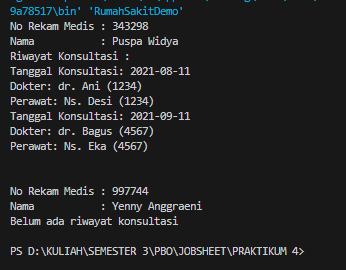 9a78517\bin' 'RumahSakitDemo'
No Rekam Medis : 343298
Nama : Puspa Widya
Riwayat Konsultasi :
Tanggal Konsultasi: 2021-08-11
Dokter: dr. Ani (1234)
Perawat: Ns. Desi (1234)
Tanggal Konsultasi: 2021-09-11
Dokter: dr. Bagus (4567)
Perawat: Ns. Eka (4567)
No Rekam Medis : 997744
Nama : Yenny Anggraeni
Belum ada riwayat konsultasi
PS D:\KULIAH\SEMESTER 3\PBO\JOBSHEET\PRAKTIKUM 4>